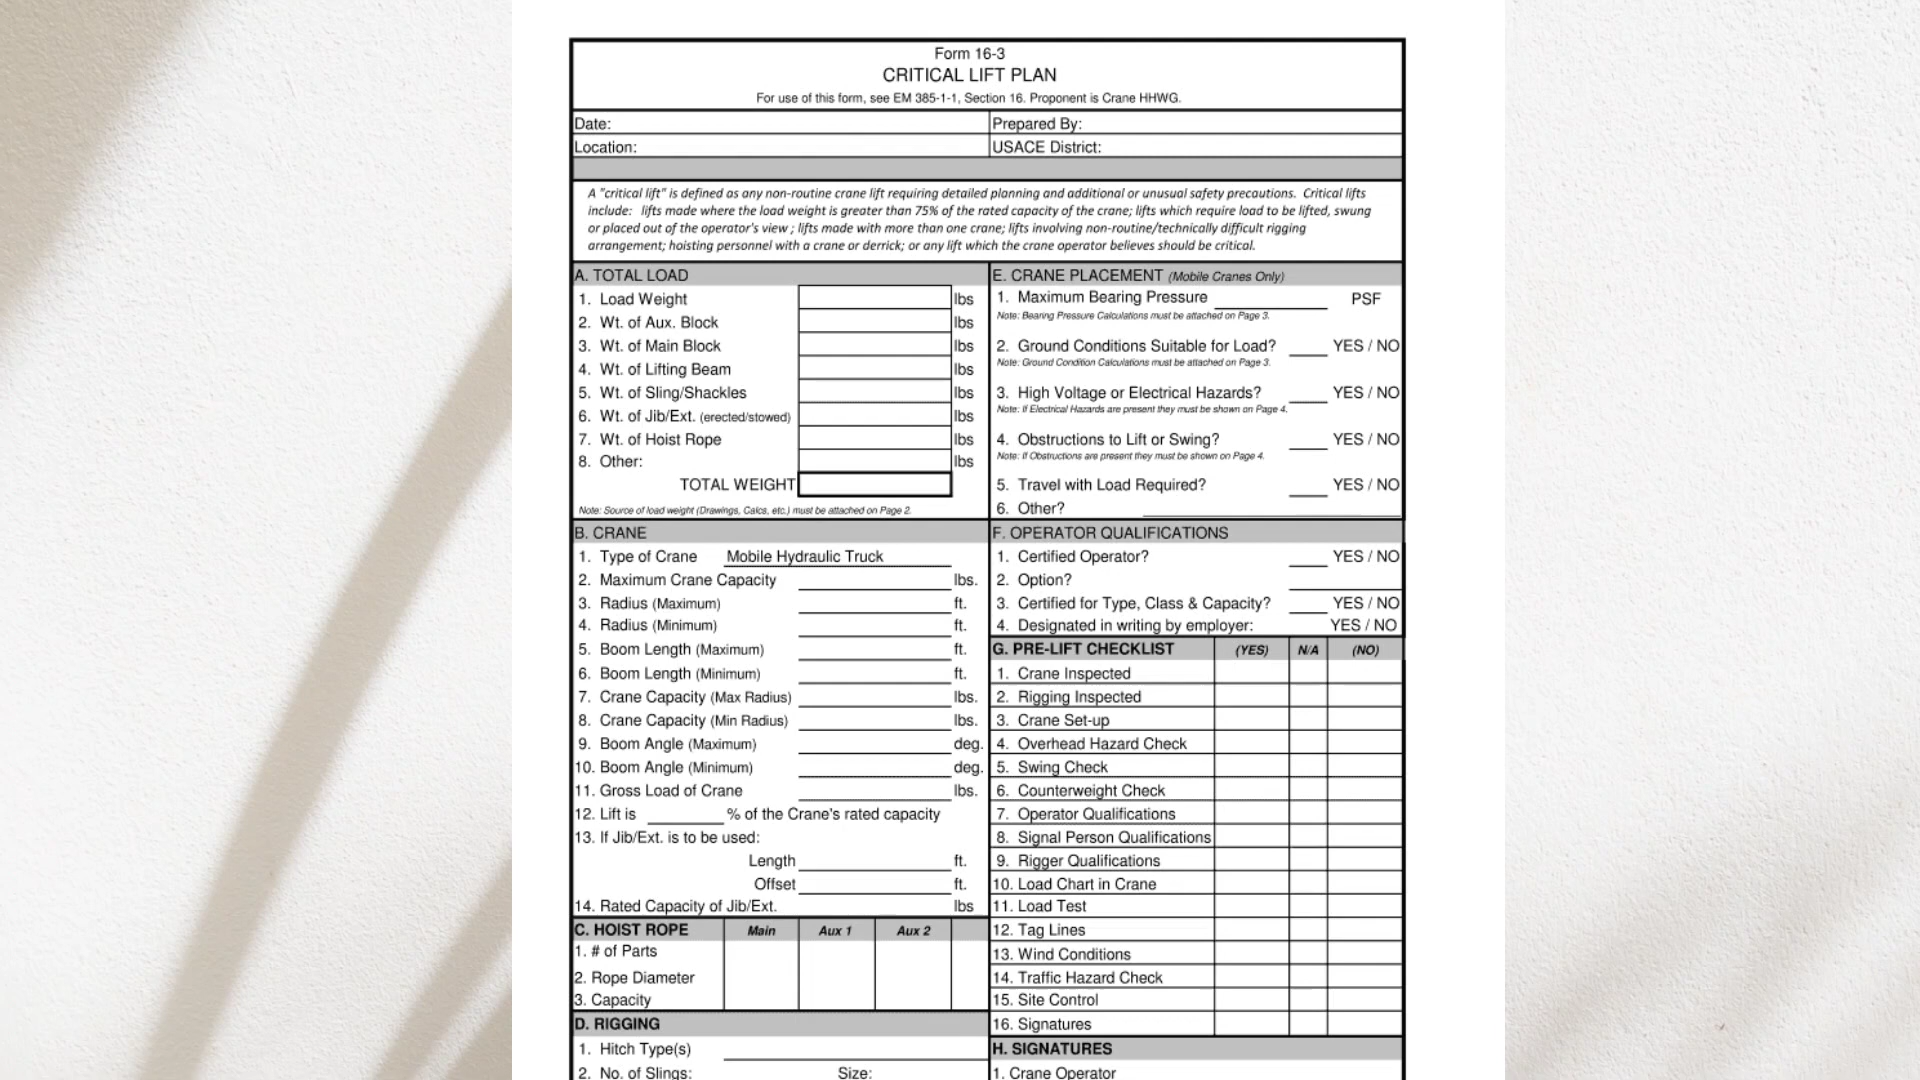 Form 16-3
CRITICAL LIFT PLAN
For use of this form, see EM 385-1-1, Section 16. Proponent is Crane HHWG.
Date:
Prepared By:
Location:
USACE District:
A "critical lift" is defined as any non-routine crane lift requiring detailed planning and additional or unusual safety precautions. Critical lifts
include: lifts made where the load weight is greater than 75% of the rated capacity of the crane; lifts which require load to be lifted, swung
or placed out of the operator's view ; lifts made with more than one crane; lifts involving non-routine/technically difficult rigging
arrangement; hoisting personnel with a crane or derrick; or any lift which the crane operator believes should be critical.
A. TOTAL LOAD
1. Load Weight lbs
2. Wt. of Aux. Block lbs
3. Wt. of Main Block lbs
4. Wt. of Lifting Beam lbs
5. Wt. of Sling/Shackles lbs
6. Wt. of Jib/Ext. (erected/stowed) lbs
7. Wt. of Hoist Rope lbs
8. Other: lbs
TOTAL WEIGHT
Note: Source of load weight (Drawings, Calcs, etc.) must be attached on Page 2.
B. CRANE
1. Type of Crane Mobile Hydraulic Truck
2. Maximum Crane Capacity lbs.
3. Radius (Maximum) ft.
4. Radius (Minimum) ft.
5. Boom Length (Maximum) ft.
6. Boom Length (Minimum) ft.
7. Crane Capacity (Max Radius) lbs.
8. Crane Capacity (Min Radius) lbs.
9. Boom Angle (Maximum) deg.
10. Boom Angle (Minimum) deg.
11. Gross Load of Crane lbs.
12. Lift is % of the Crane's rated capacity
13. If Jib/Ext. is to be used:
Length ft.
Offset ft.
14. Rated Capacity of Jib/Ext. lbs
C. HOIST ROPE Main Aux 1 Aux 2
1. # of Parts
2. Rope Diameter
3. Capacity
D. RIGGING
1. Hitch Type(s)
2. No. of Slings: Size:
E. CRANE PLACEMENT (Mobile Cranes Only)
1. Maximum Bearing Pressure PSF
Note: Bearing Pressure Calculations must be attached on Page 3.
2. Ground Conditions Suitable for Load? YES / NO
Note: Ground Condition Calculations must be attached on Page 3.
3. High Voltage or Electrical Hazards? YES / NO
Note: If Electrical Hazards are present they must be shown on Page 4.
4. Obstructions to Lift or Swing? YES / NO
Note: If Obstructions are present they must be shown on Page 4.
5. Travel with Load Required? YES / NO
6. Other?
F. OPERATOR QUALIFICATIONS
1. Certified Operator? YES / NO
2. Option?
3. Certified for Type, Class & Capacity? YES / NO
4. Designated in writing by employer: YES / NO
G. PRE-LIFT CHECKLIST (YES) N/A (NO)
1. Crane Inspected
2. Rigging Inspected
3. Crane Set-up
4. Overhead Hazard Check
5. Swing Check
6. Counterweight Check
7. Operator Qualifications
8. Signal Person Qualifications
9. Rigger Qualifications
10. Load Chart in Crane
11. Load Test
12. Tag Lines
13. Wind Conditions
14. Traffic Hazard Check
15. Site Control
16. Signatures
H. SIGNATURES
1. Crane Operator